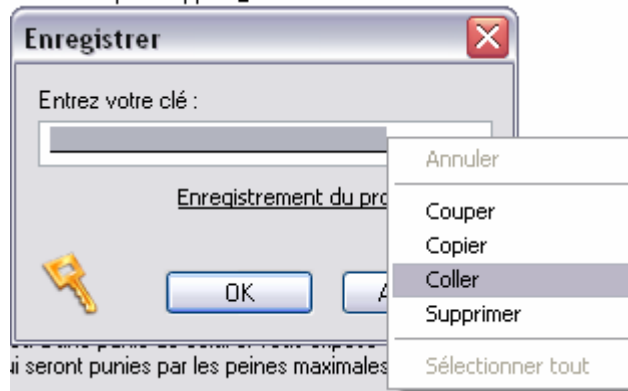 Enregistrer
Entrez votre clé :
Enregistrement du
OK
Annuler
Couper
Copier
Coller
Supprimer
Sélectionner tout
seront punies par les peines maximales